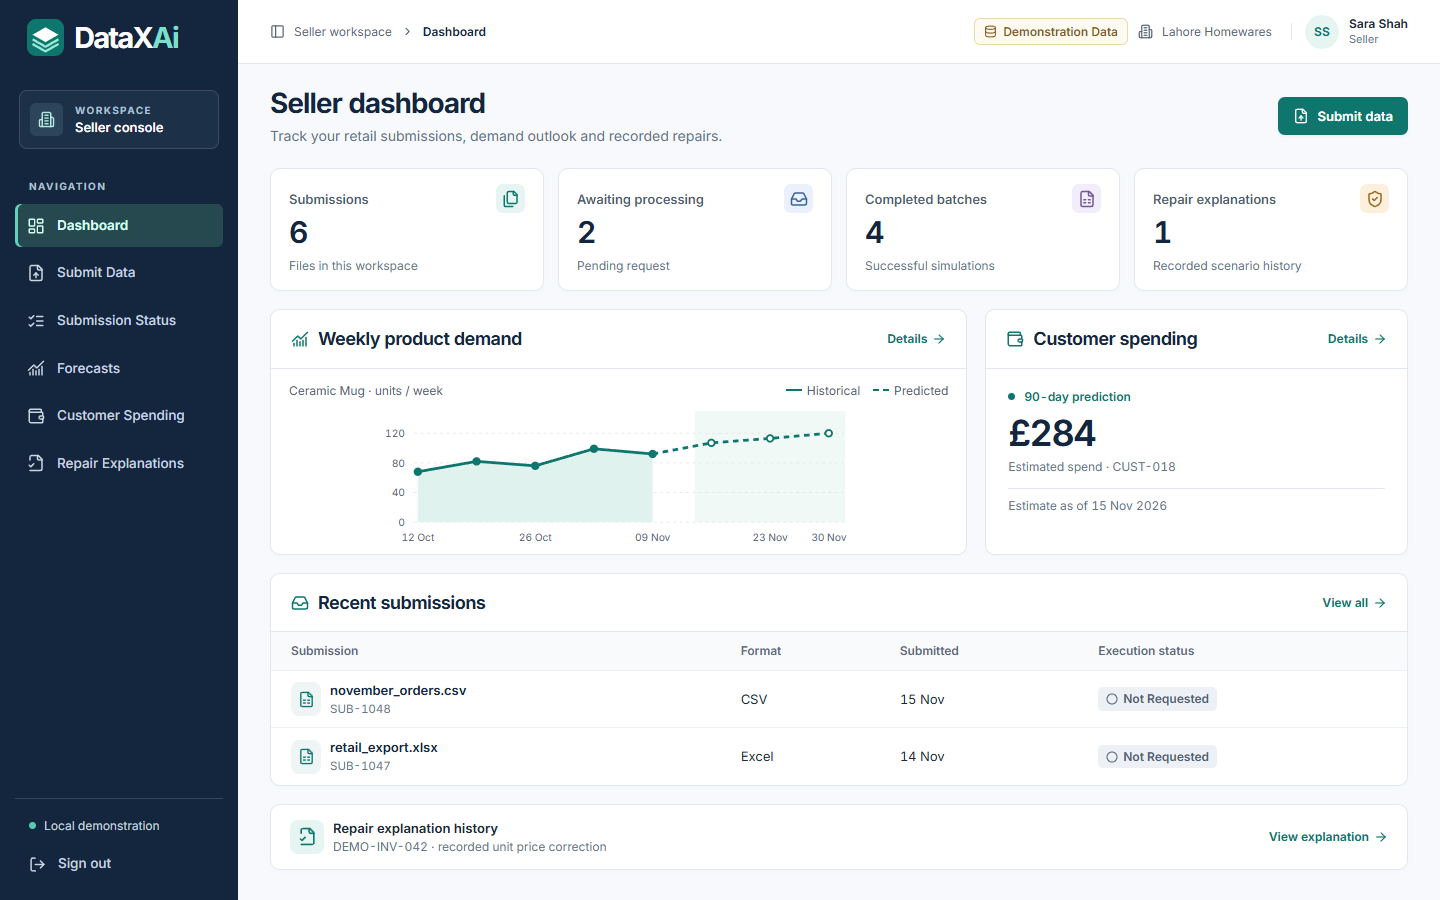 DataXAi
WORKSPACE
Seller console
NAVIGATION
Dashboard
Submit Data
Submission Status
Forecasts
Customer Spending
Repair Explanations
Local demonstration
Sign out
Seller workspace > Dashboard
Demonstration Data
Lahore Homewares
SS
Sara Shah
Seller
Seller dashboard
Track your retail submissions, demand outlook and recorded repairs.
Submit data
Submissions
6
Files in this workspace
Awaiting processing
2
Pending request
Completed batches
4
Successful simulations
Repair explanations
1
Recorded scenario history
Weekly product demand
Details →
Ceramic Mug · units / week
Historical
Predicted
120
80
40
0
12 Oct
26 Oct
09 Nov
23 Nov
30 Nov
Customer spending
Details →
90-day prediction
£284
Estimated spend · CUST-018
Estimate as of 15 Nov 2026
Recent submissions
View all →
Submission Format Submitted Execution status
november_orders.csv
SUB-1048
CSV
15 Nov
Not Requested
retail_export.xlsx
SUB-1047
Excel
14 Nov
Not Requested
Repair explanation history
DEMO-INV-042 · recorded unit price correction
View explanation →